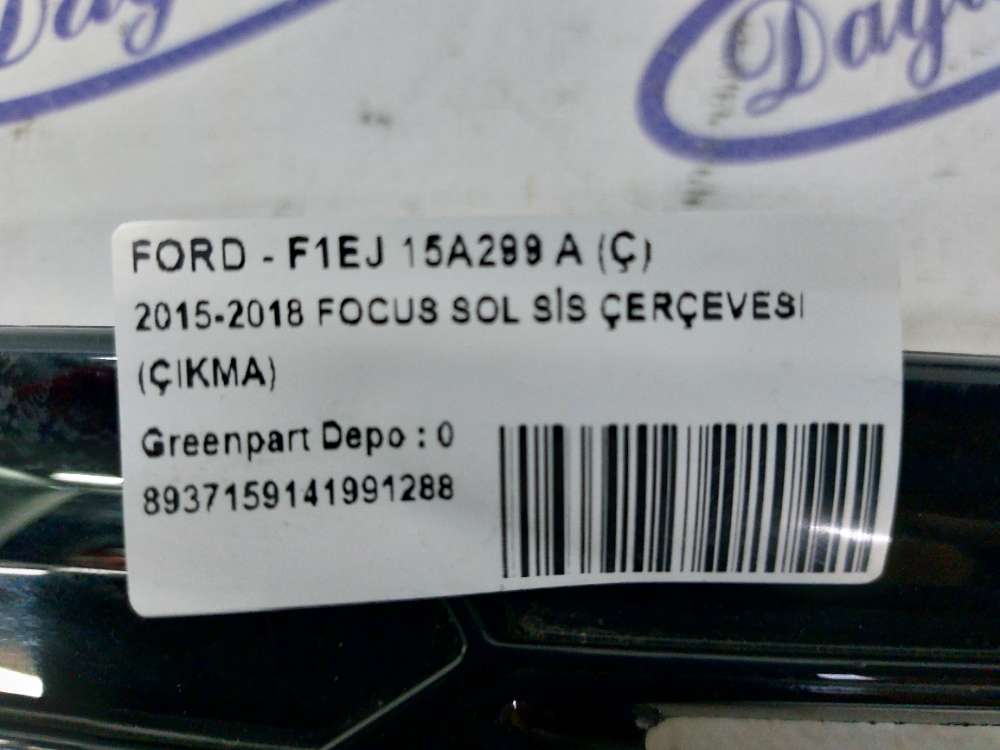 FORD - F1EJ 15A299 A (Ç)
2015-2018 FOCUS SOL SİS ÇERÇEVESI
(ÇIKMA)
Greenpart Depo : 0
8937159141991288